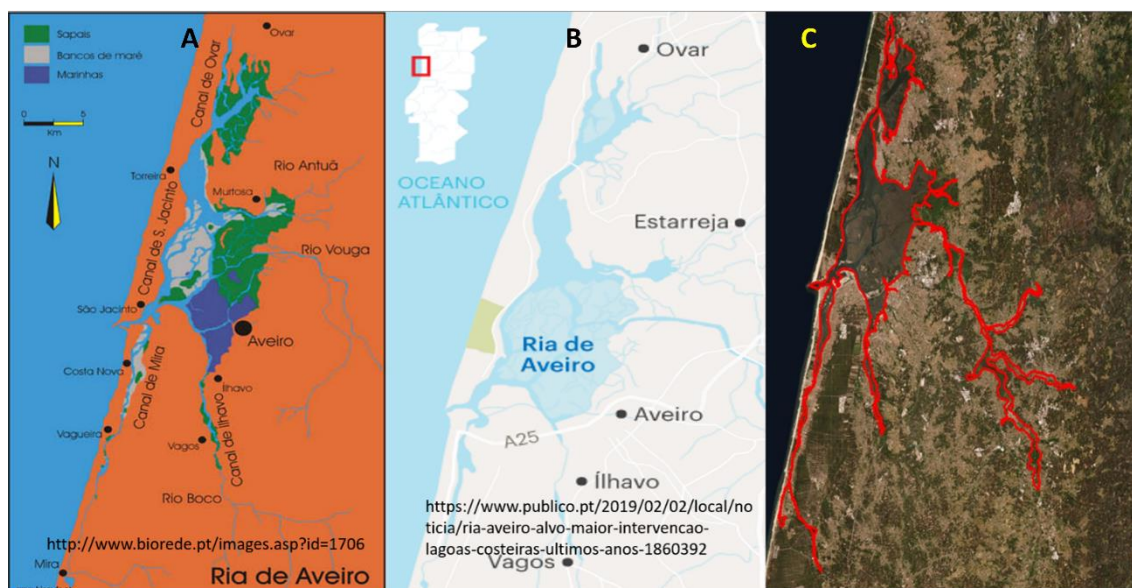 A
Sapais
Bancos de maré
Marinhas
0
5
Km
N
Ovar
Canal de Ovar
Torreira
Rio Antuã
Murtosa
Canal de S. Jacinto
Rio Vouga
São Jacinto
Aveiro
Costa Nova
Canal de Mira
Ílhavo
Vagueira
Vagos
Canal de Ílhavo
Rio Boco
http://www.biorede.pt/images.asp?id=1706
Mira
Ria de Aveiro
B
Ovar
OCEANO
ATLÂNTICO
Estarreja
Ria de
Aveiro
Aveiro
A25
Ílhavo
https://www.publico.pt/2019/02/02/local/no
ticia/ria-aveiro-alvo-maior-intervencao-
lagoas-costeiras-ultimos-anos-1860392
Vagos
C